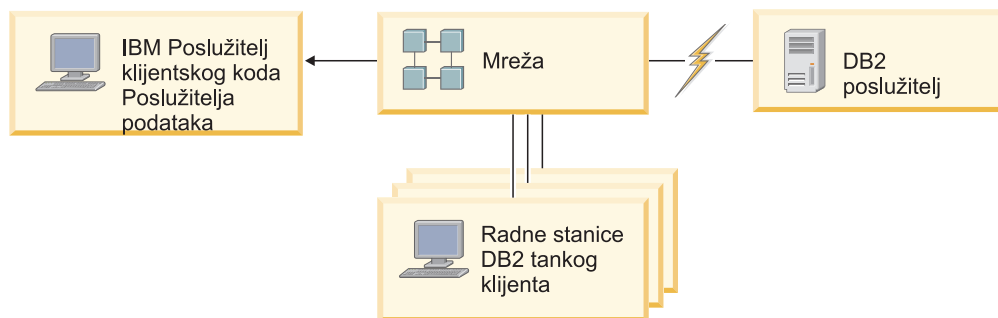 IBM Poslužitelj
klijentskog koda
Poslužitelja
podataka
Mreža
DB2
poslužitelj
Radne stanice
DB2 tankog
klijenta